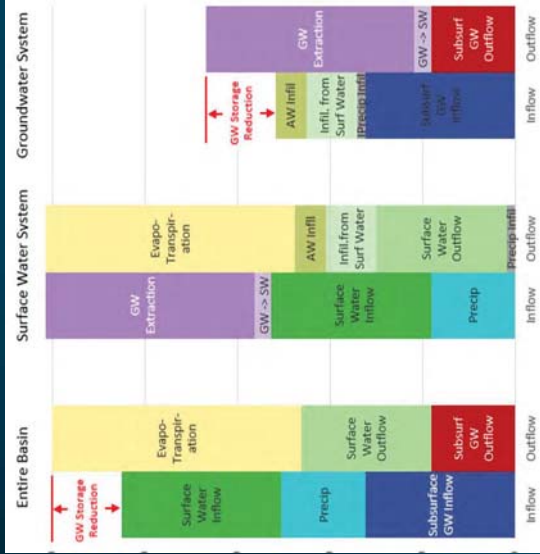 Entire Basin
Surface Water System
Groundwater System
GW Storage
Reduction
Surface
Water
Inflow
Precip
Subsurface
GW Inflow
Evapo-
Transpir-
ation
Surface
Water
Outflow
Subsurf
GW
Outflow
Inflow
Outflow
GW
Extraction
GW -> SW
Surface
Water
Inflow
Precip
Evapo-
Transpir-
ation
AW Infil
Infil.from
Surf Water
Surface
Water
Outflow
Precip Infil
Inflow
Outflow
GW Storage
Reduction
AW Infil
Infil. from
Surf Water
Precip Infil
Subsurf
GW
Inflow
GW
Extraction
GW -> SW
Subsurf
GW
Outflow
Inflow
Outflow